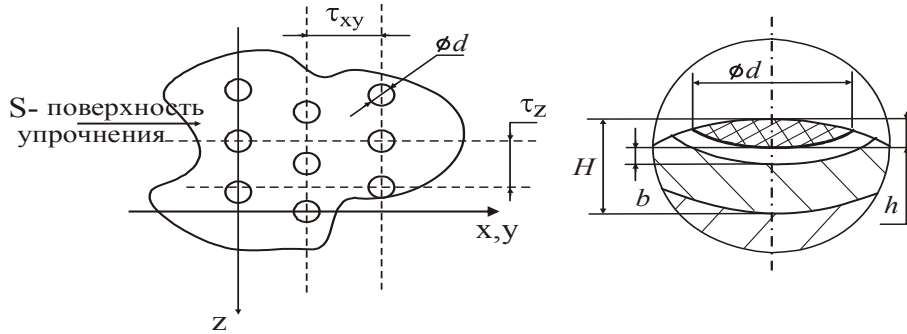 τxy
ϕd
S- поверхность
упрочнения
τz
x,y
z
ϕd
H
b
h